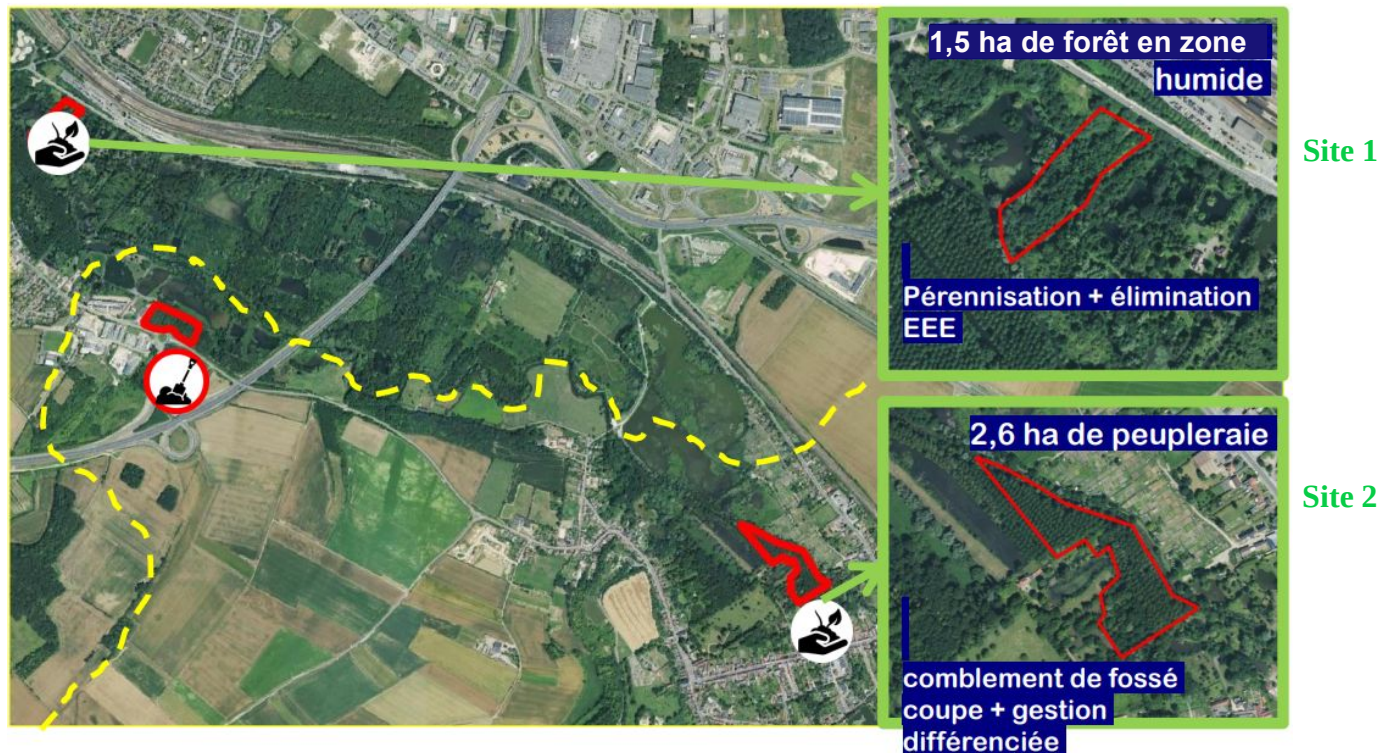 1,5 ha de forêt en zone
humide
Site 1
Pérennisation + élimination
EEE
2,6 ha de peupleraie
Site 2
comblement de fossé
coupe + gestion
différenciée